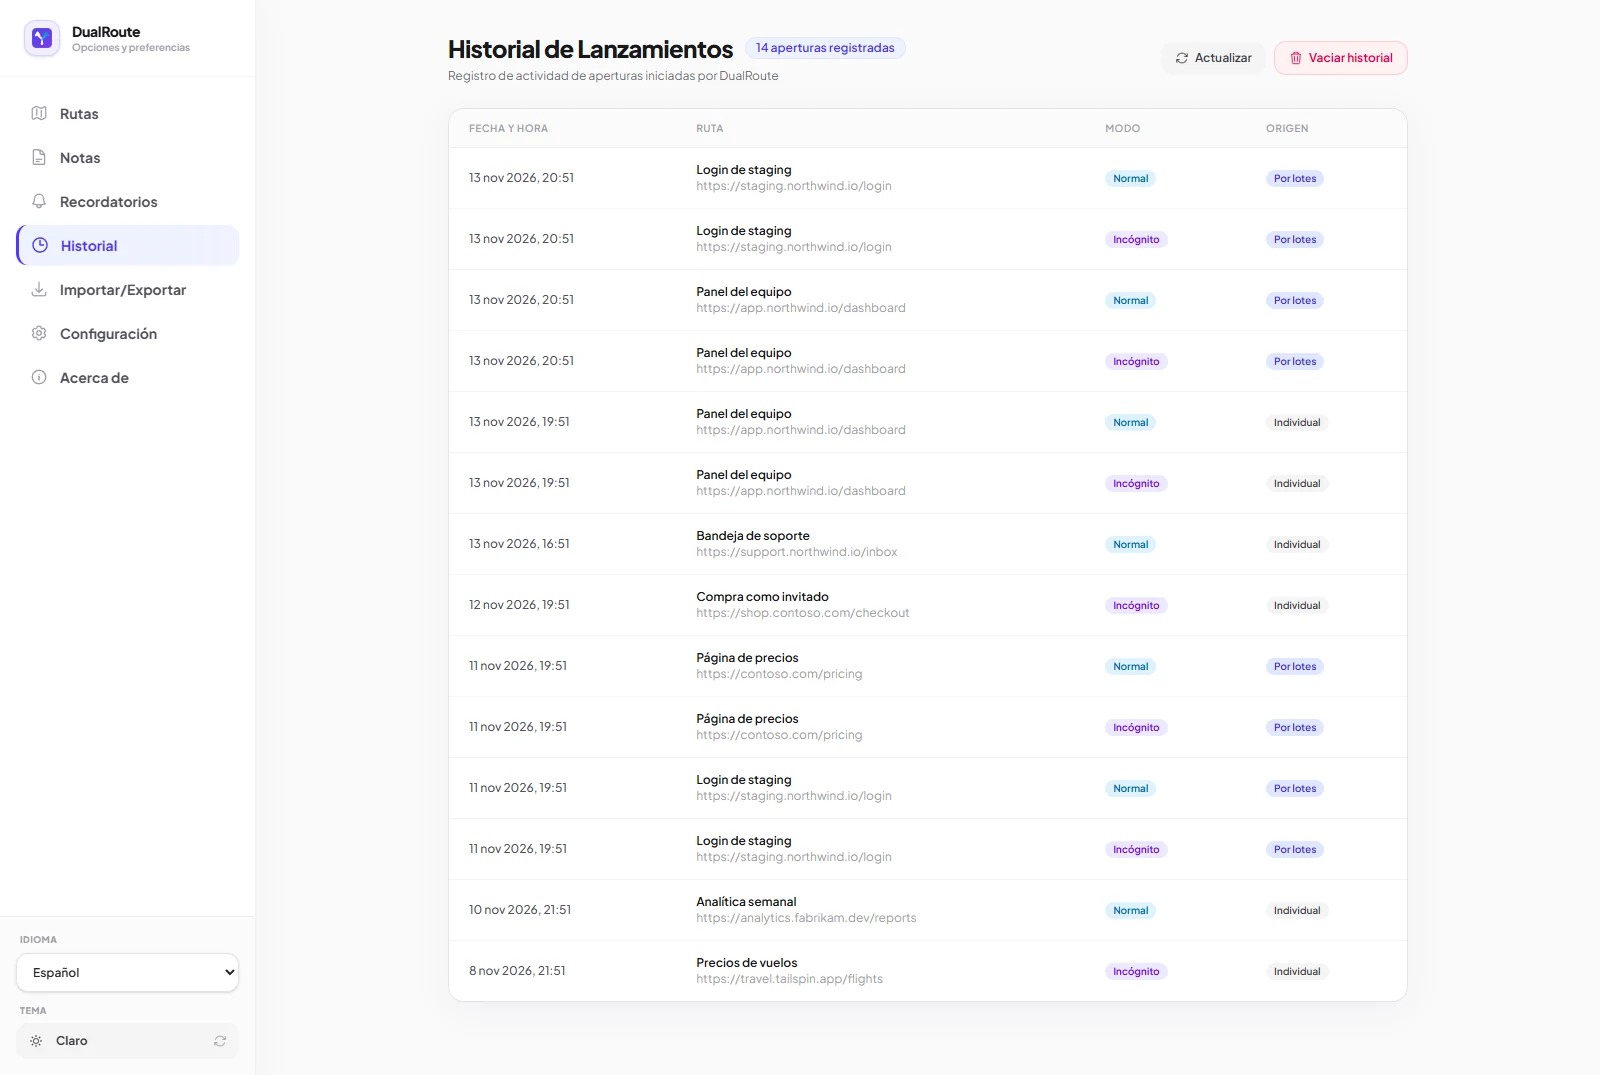 DualRoute
Opciones y preferencias
Rutas
Notas
Recordatorios
Historial
Importar/Exportar
Configuración
Acerca de
IDIOMA
Español
TEMA
Claro
Historial de Lanzamientos
14 aperturas registradas
Registro de actividad de aperturas iniciadas por DualRoute
Actualizar
Vaciar historial
FECHA Y HORA RUTA MODO ORIGEN
13 nov 2026, 20:51 Login de staging Normal Por lotes
https://staging.northwind.io/login
13 nov 2026, 20:51 Login de staging Incógnito Por lotes
https://staging.northwind.io/login
13 nov 2026, 20:51 Panel del equipo Normal Por lotes
https://app.northwind.io/dashboard
13 nov 2026, 20:51 Panel del equipo Incógnito Por lotes
https://app.northwind.io/dashboard
13 nov 2026, 19:51 Panel del equipo Normal Individual
https://app.northwind.io/dashboard
13 nov 2026, 19:51 Panel del equipo Incógnito Individual
https://app.northwind.io/dashboard
13 nov 2026, 16:51 Bandeja de soporte Normal Individual
https://support.northwind.io/inbox
12 nov 2026, 19:51 Compra como invitado Incógnito Individual
https://shop.contoso.com/checkout
11 nov 2026, 19:51 Página de precios Normal Por lotes
https://contoso.com/pricing
11 nov 2026, 19:51 Página de precios Incógnito Por lotes
https://contoso.com/pricing
11 nov 2026, 19:51 Login de staging Normal Por lotes
https://staging.northwind.io/login
11 nov 2026, 19:51 Login de staging Incógnito Por lotes
https://staging.northwind.io/login
10 nov 2026, 21:51 Analítica semanal Normal Individual
https://analytics.fabrikam.dev/reports
8 nov 2026, 21:51 Precios de vuelos Incógnito Individual
https://travel.tailspin.app/flights